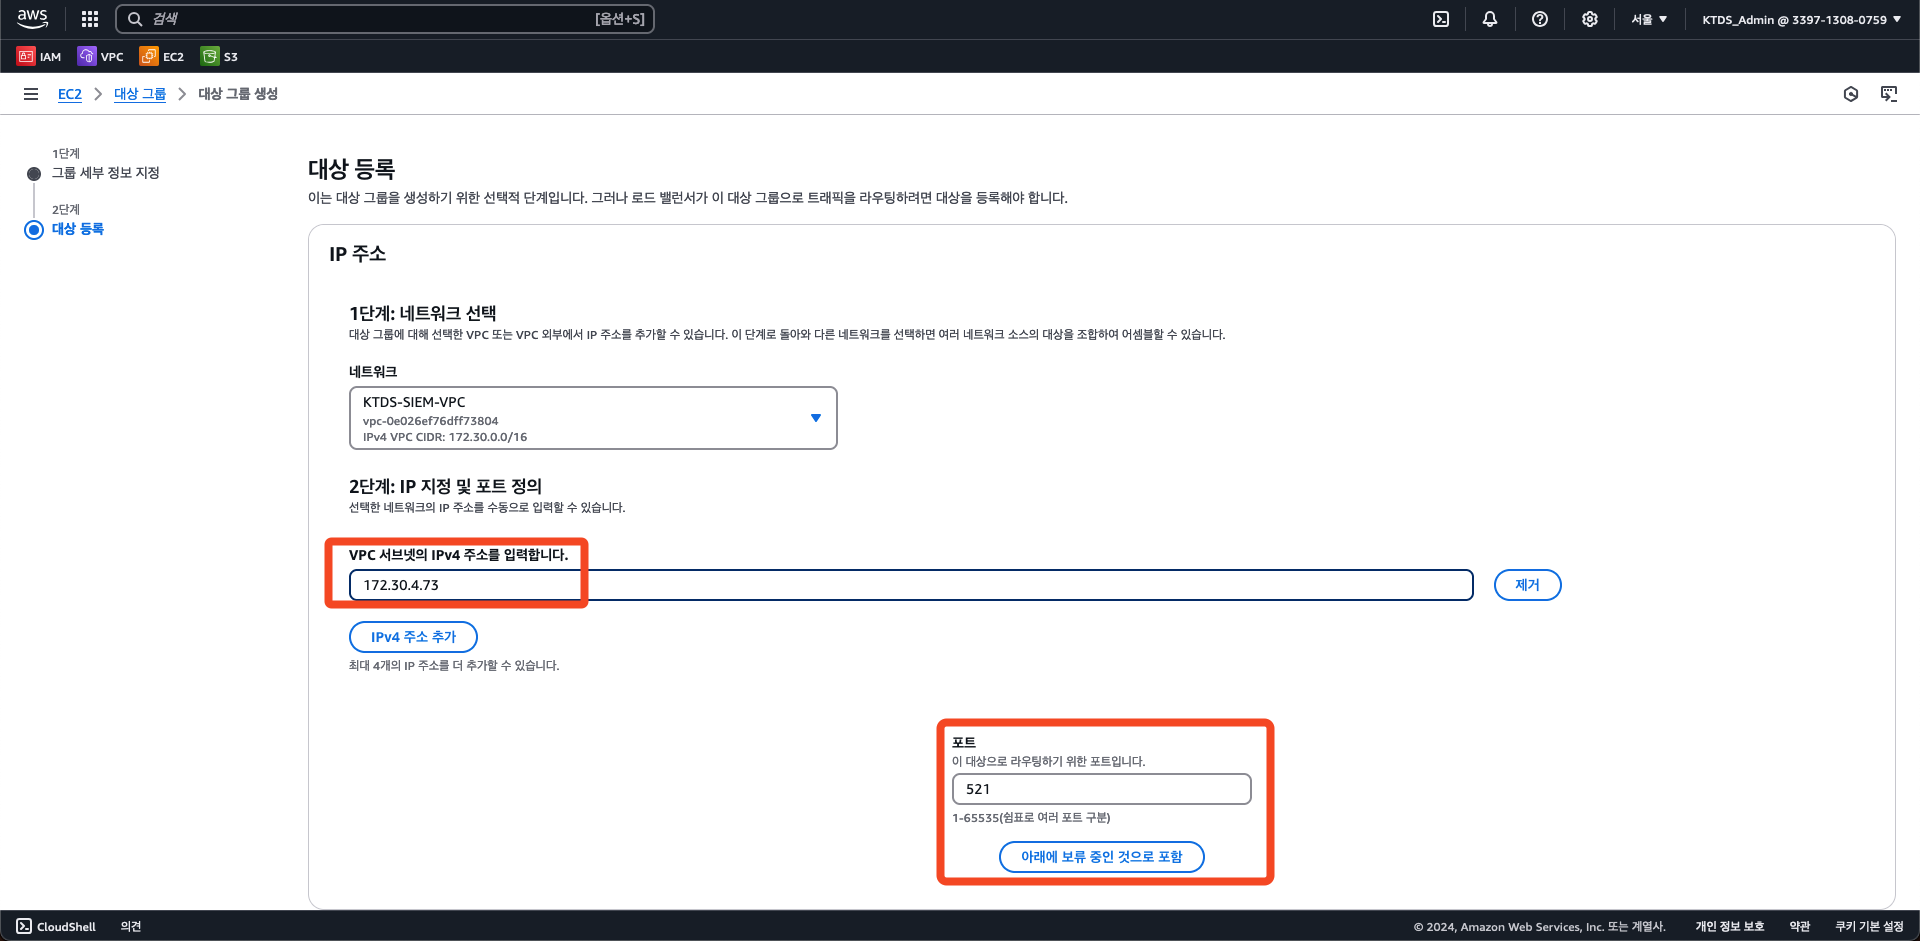 aws
검색
[옵션+S]
서울 ▼
KTDS_Admin @ 3397-1308-0759 ▼
IAM
VPC
EC2
S3
EC2 > 대상 그룹 > 대상 그룹 생성
1단계
그룹 세부 정보 지정
2단계
대상 등록
대상 등록
이는 대상 그룹을 생성하기 위한 선택적 단계입니다. 그러나 로드 밸런서가 이 대상 그룹으로 트래픽을 라우팅하려면 대상을 등록해야 합니다.
IP 주소
1단계: 네트워크 선택
대상 그룹에 대해 선택한 VPC 또는 VPC 외부에서 IP 주소를 추가할 수 있습니다. 이 단계로 돌아와 다른 네트워크를 선택하면 여러 네트워크 소스의 대상을 조합하여 어셈블할 수 있습니다.
네트워크
KTDS-SIEM-VPC
vpc-0e026ef76dff73804
IPv4 VPC CIDR: 172.30.0.0/16
2단계: IP 지정 및 포트 정의
선택한 네트워크의 IP 주소를 수동으로 입력할 수 있습니다.
VPC 서브넷의 IPv4 주소를 입력합니다.
172.30.4.73
제거
IPv4 주소 추가
최대 4개의 IP 주소를 더 추가할 수 있습니다.
포트
이 대상으로 라우팅하기 위한 포트입니다.
521
1-65535(쉼표로 여러 포트 구분)
아래에 보류 중인 것으로 포함
CloudShell
의견
© 2024, Amazon Web Services, Inc. 또는 계열사.
개인 정보 보호
약관
쿠키 기본 설정